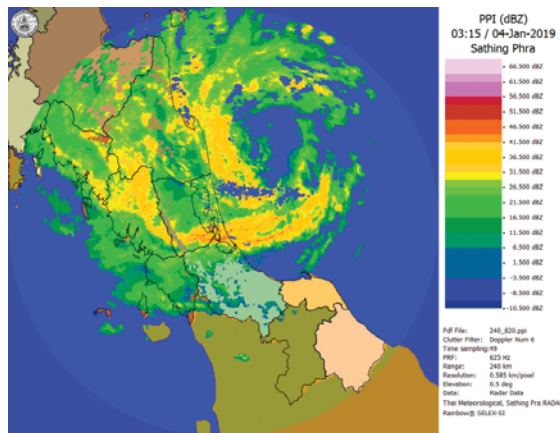 PPI (dBZ)
03:15 / 04-Jan-2019
Sathing Phra
66.500 dBZ
61.500 dBZ
56.500 dBZ
51.500 dBZ
46.500 dBZ
41.500 dBZ
36.500 dBZ
31.500 dBZ
26.500 dBZ
21.500 dBZ
16.500 dBZ
11.500 dBZ
6.500 dBZ
1.500 dBZ
-3.500 dBZ
-8.500 dBZ
-10.500 dBZ
Pdf File: 240_820.ppi
Clutter Filter: Doppler Num 6
Time sampling: 49
PRF: 625 Hz
Range: 240 km
Resolution: 0.585 km/pixel
Elevation: 0.5 deg
Data: Radar Data
Thai Meteorological, Sathing Pra RADA
Rainbow® SELEX-SI